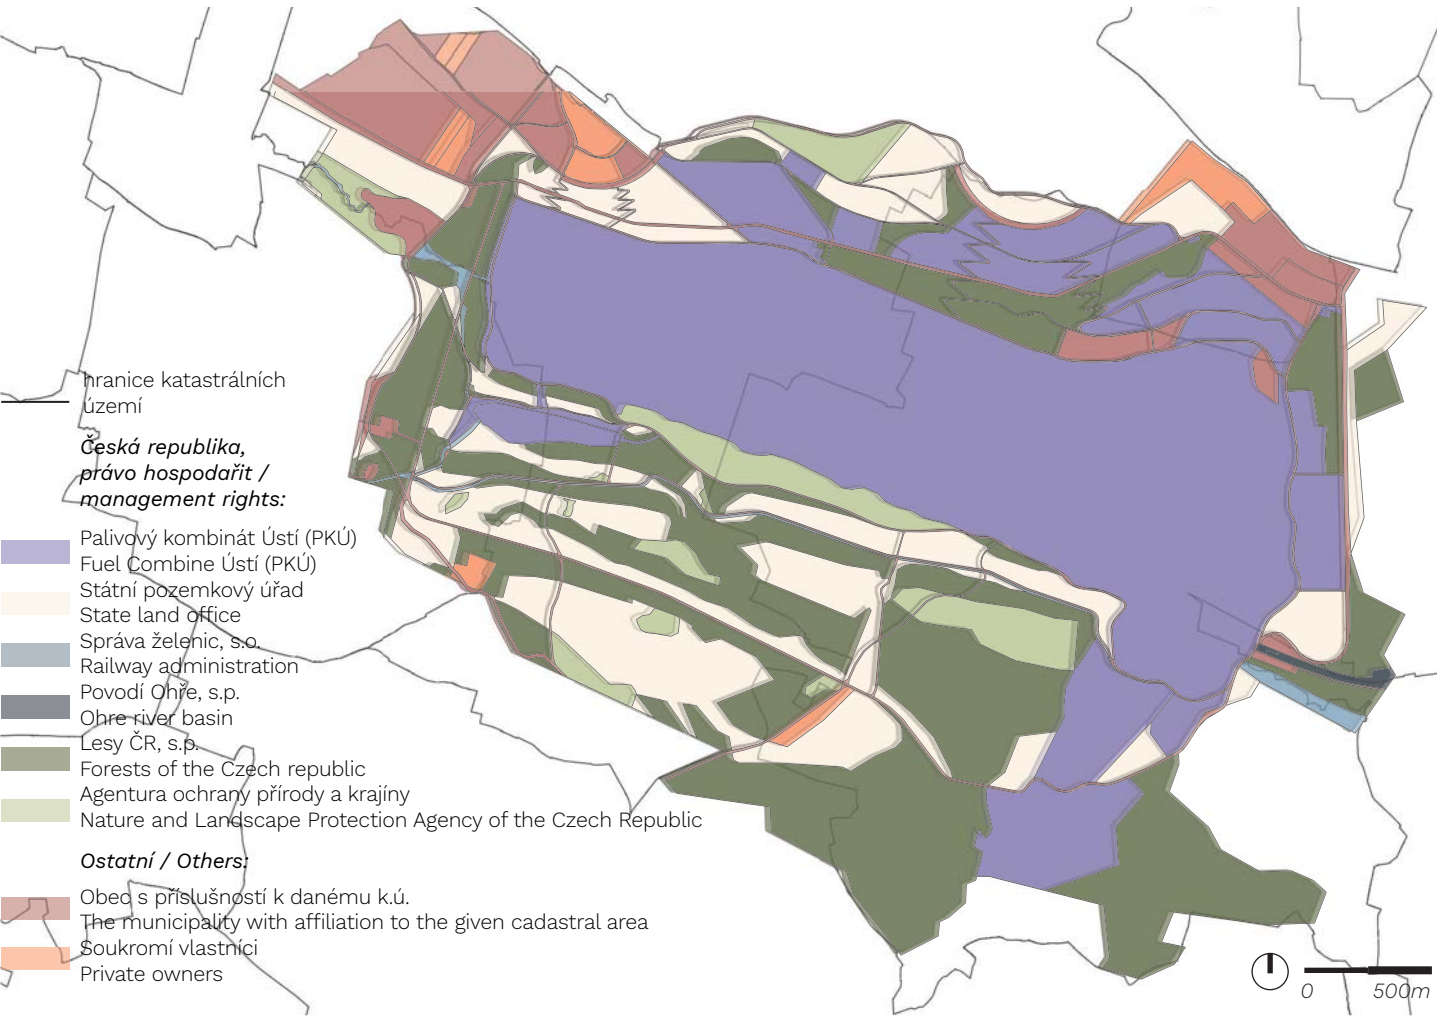 hranice katastrálních
území
Česká republika,
právo hospodařit /
management rights:
Palivový kombinát Ústí (PKÚ)
Fuel Combine Ústí (PKÚ)
Státní pozemkový úřad
State land office
Správa želenic, s.o.
Railway administration
Povodí Ohře, s.p.
Ohre river basin
Lesy ČR, s.p.
Forests of the Czech republic
Agentura ochrany přírody a krajíny
Nature and Landscape Protection Agency of the Czech Republic
Ostatní / Others:
Obec s příslušností k danému k.ú.
The municipality with affiliation to the given cadastral area
Soukromí vlastníci
Private owners
0 500m